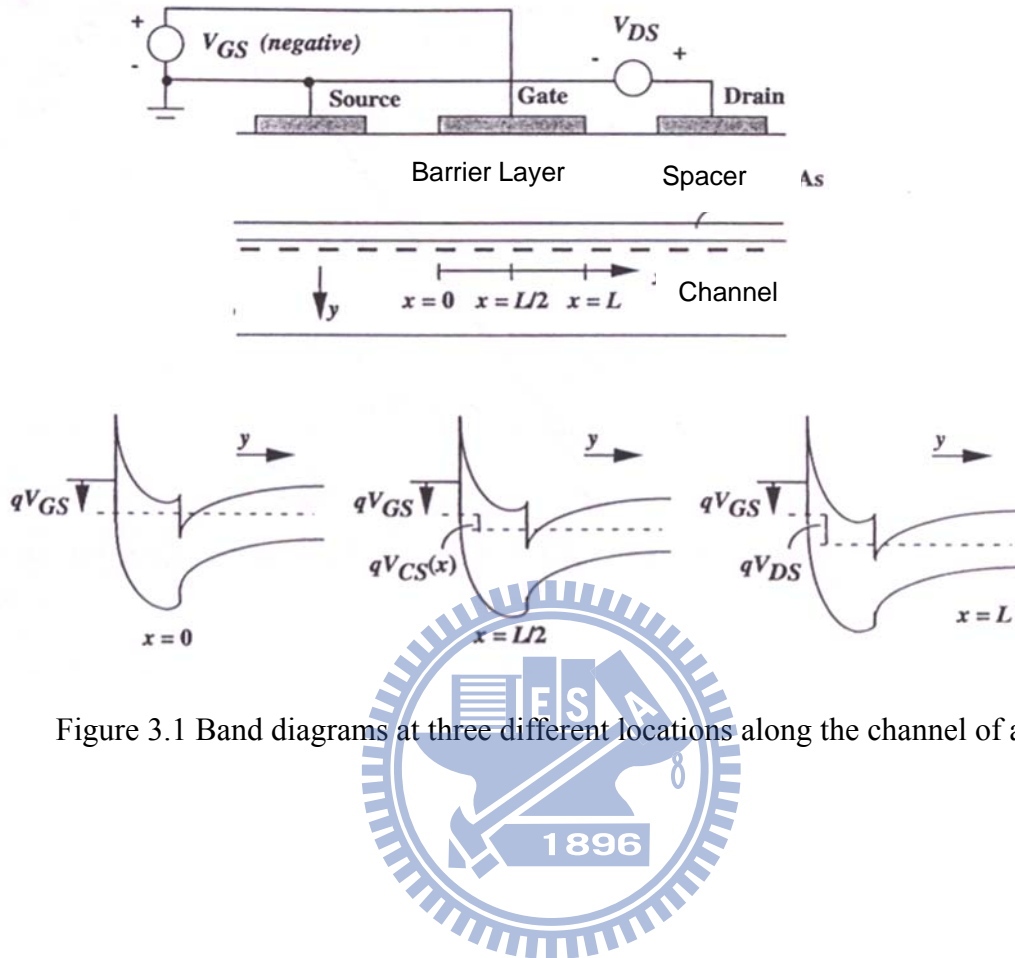 +
V_GS (negative)
-
V_DS
-
+
Source
Gate
Drain
Barrier Layer
Spacer
As
x = 0 x = L/2 x = L
Channel
y
y
qV_GS
x = 0
y
qV_GS
qV_CS(x)
x = L/2
y
qV_GS
qV_DS
x = L
E S A
8
1896
Figure 3.1 Band diagrams at three different locations along the channel of a